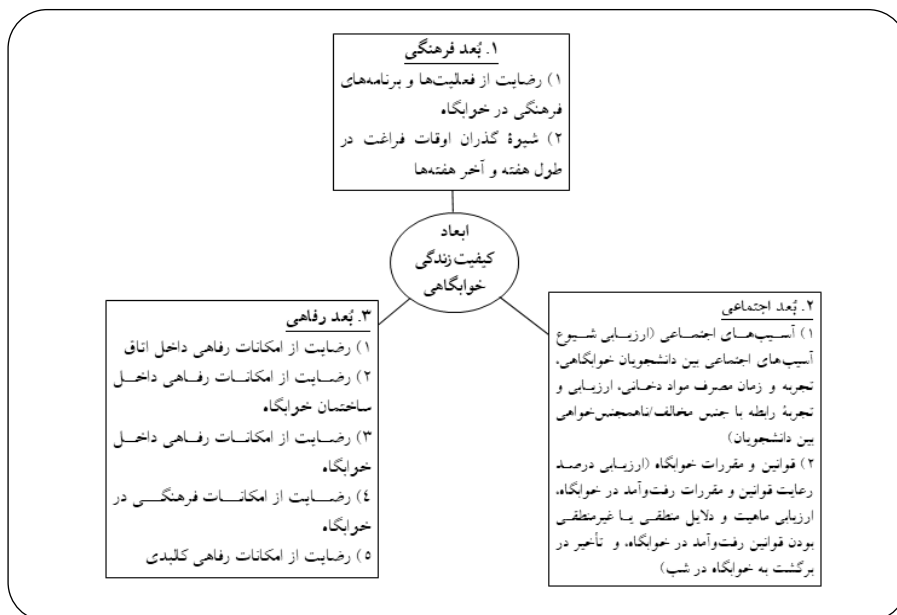 ۱. بُعد فرهنگی
۱) رضایت از فعالیت‌ها و برنامه‌های
فرهنگی در خوابگاه
۲) شیوۀ گذران اوقات فراغت در
طول هفته و آخر هفته‌ها
ابعاد
کیفیت زندگی
خوابگاهی
۲. بُعد اجتماعی
۱) آسیب‌های اجتماعی (ارزیابی شیوع
آسیب‌های اجتماعی بین دانشجویان خوابگاهی،
تجربه و زمان مصرف مواد دخانی، ارزیابی و
تجربۀ رابطه با جنس مخالف/ناهمجنس‌خواهی
بین دانشجویان)
۲) قوانین و مقررات خوابگاه (ارزیابی درصد
رعایت قوانین و مقررات رفت‌وآمد در خوابگاه،
ارزیابی ماهیت و دلایل منطقی یا غیرمنطقی
بودن قوانین رفت‌وآمد در خوابگاه، و تأخیر در
برگشت به خوابگاه در شب)
۳. بُعد رفاهی
۱) رضایت از امکانات رفاهی داخل اتاق
۲) رضایت از امکانات رفاهی داخل
ساختمان خوابگاه
۳) رضایت از امکانات رفاهی داخل
خوابگاه
٤) رضایت از امکانات فرهنگی در
خوابگاه
٥) رضایت از امکانات رفاهی کالبدی